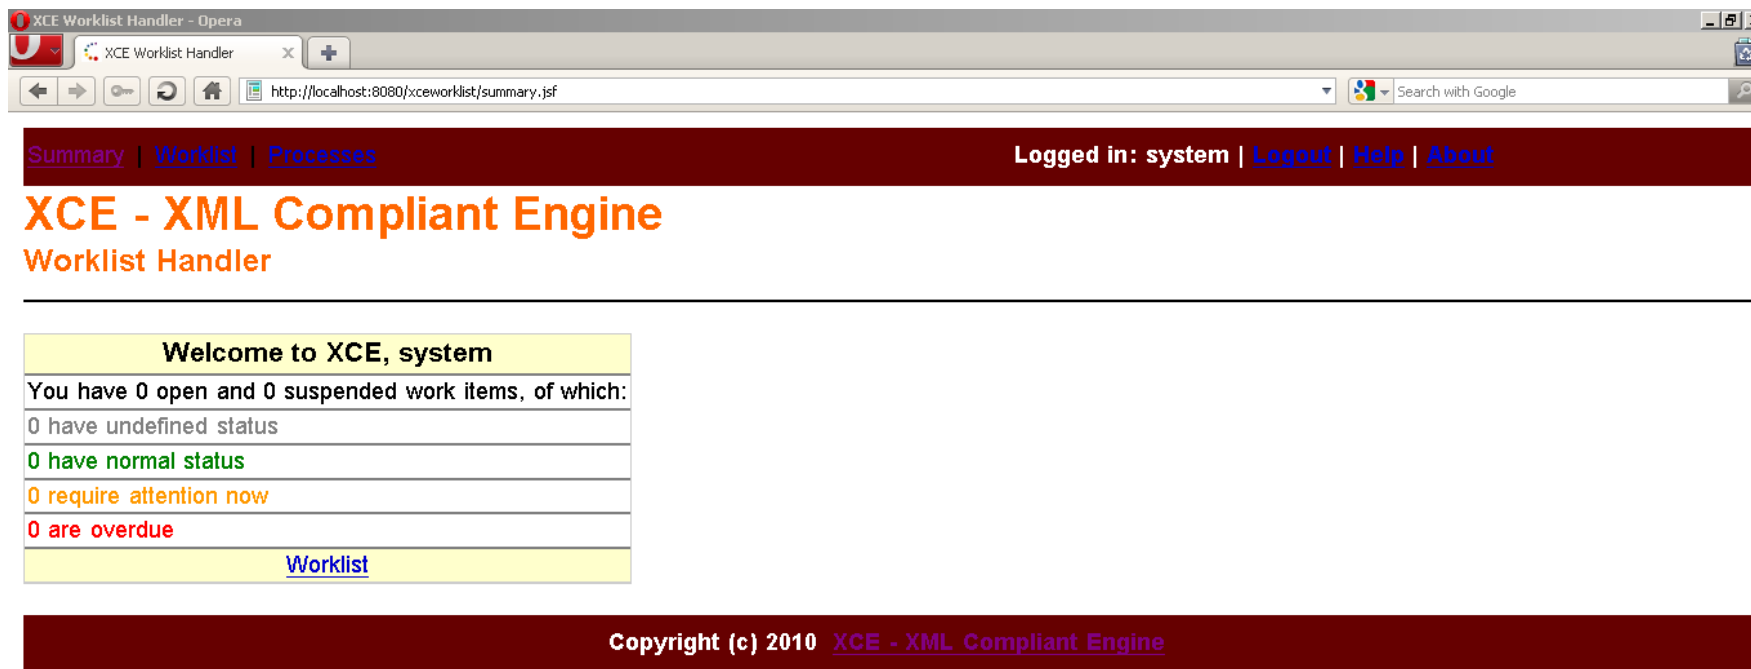 XCE Worklist Handler - Opera
XCE Worklist Handler
http://localhost:8080/xceworklist/summary.jsf
Search with Google
Summary | Worklist | Processes
Logged in: system | Logout | Help | About
XCE - XML Compliant Engine
Worklist Handler
Welcome to XCE, system
You have 0 open and 0 suspended work items, of which:
0 have undefined status
0 have normal status
0 require attention now
0 are overdue
Worklist
Copyright (c) 2010 XCE - XML Compliant Engine